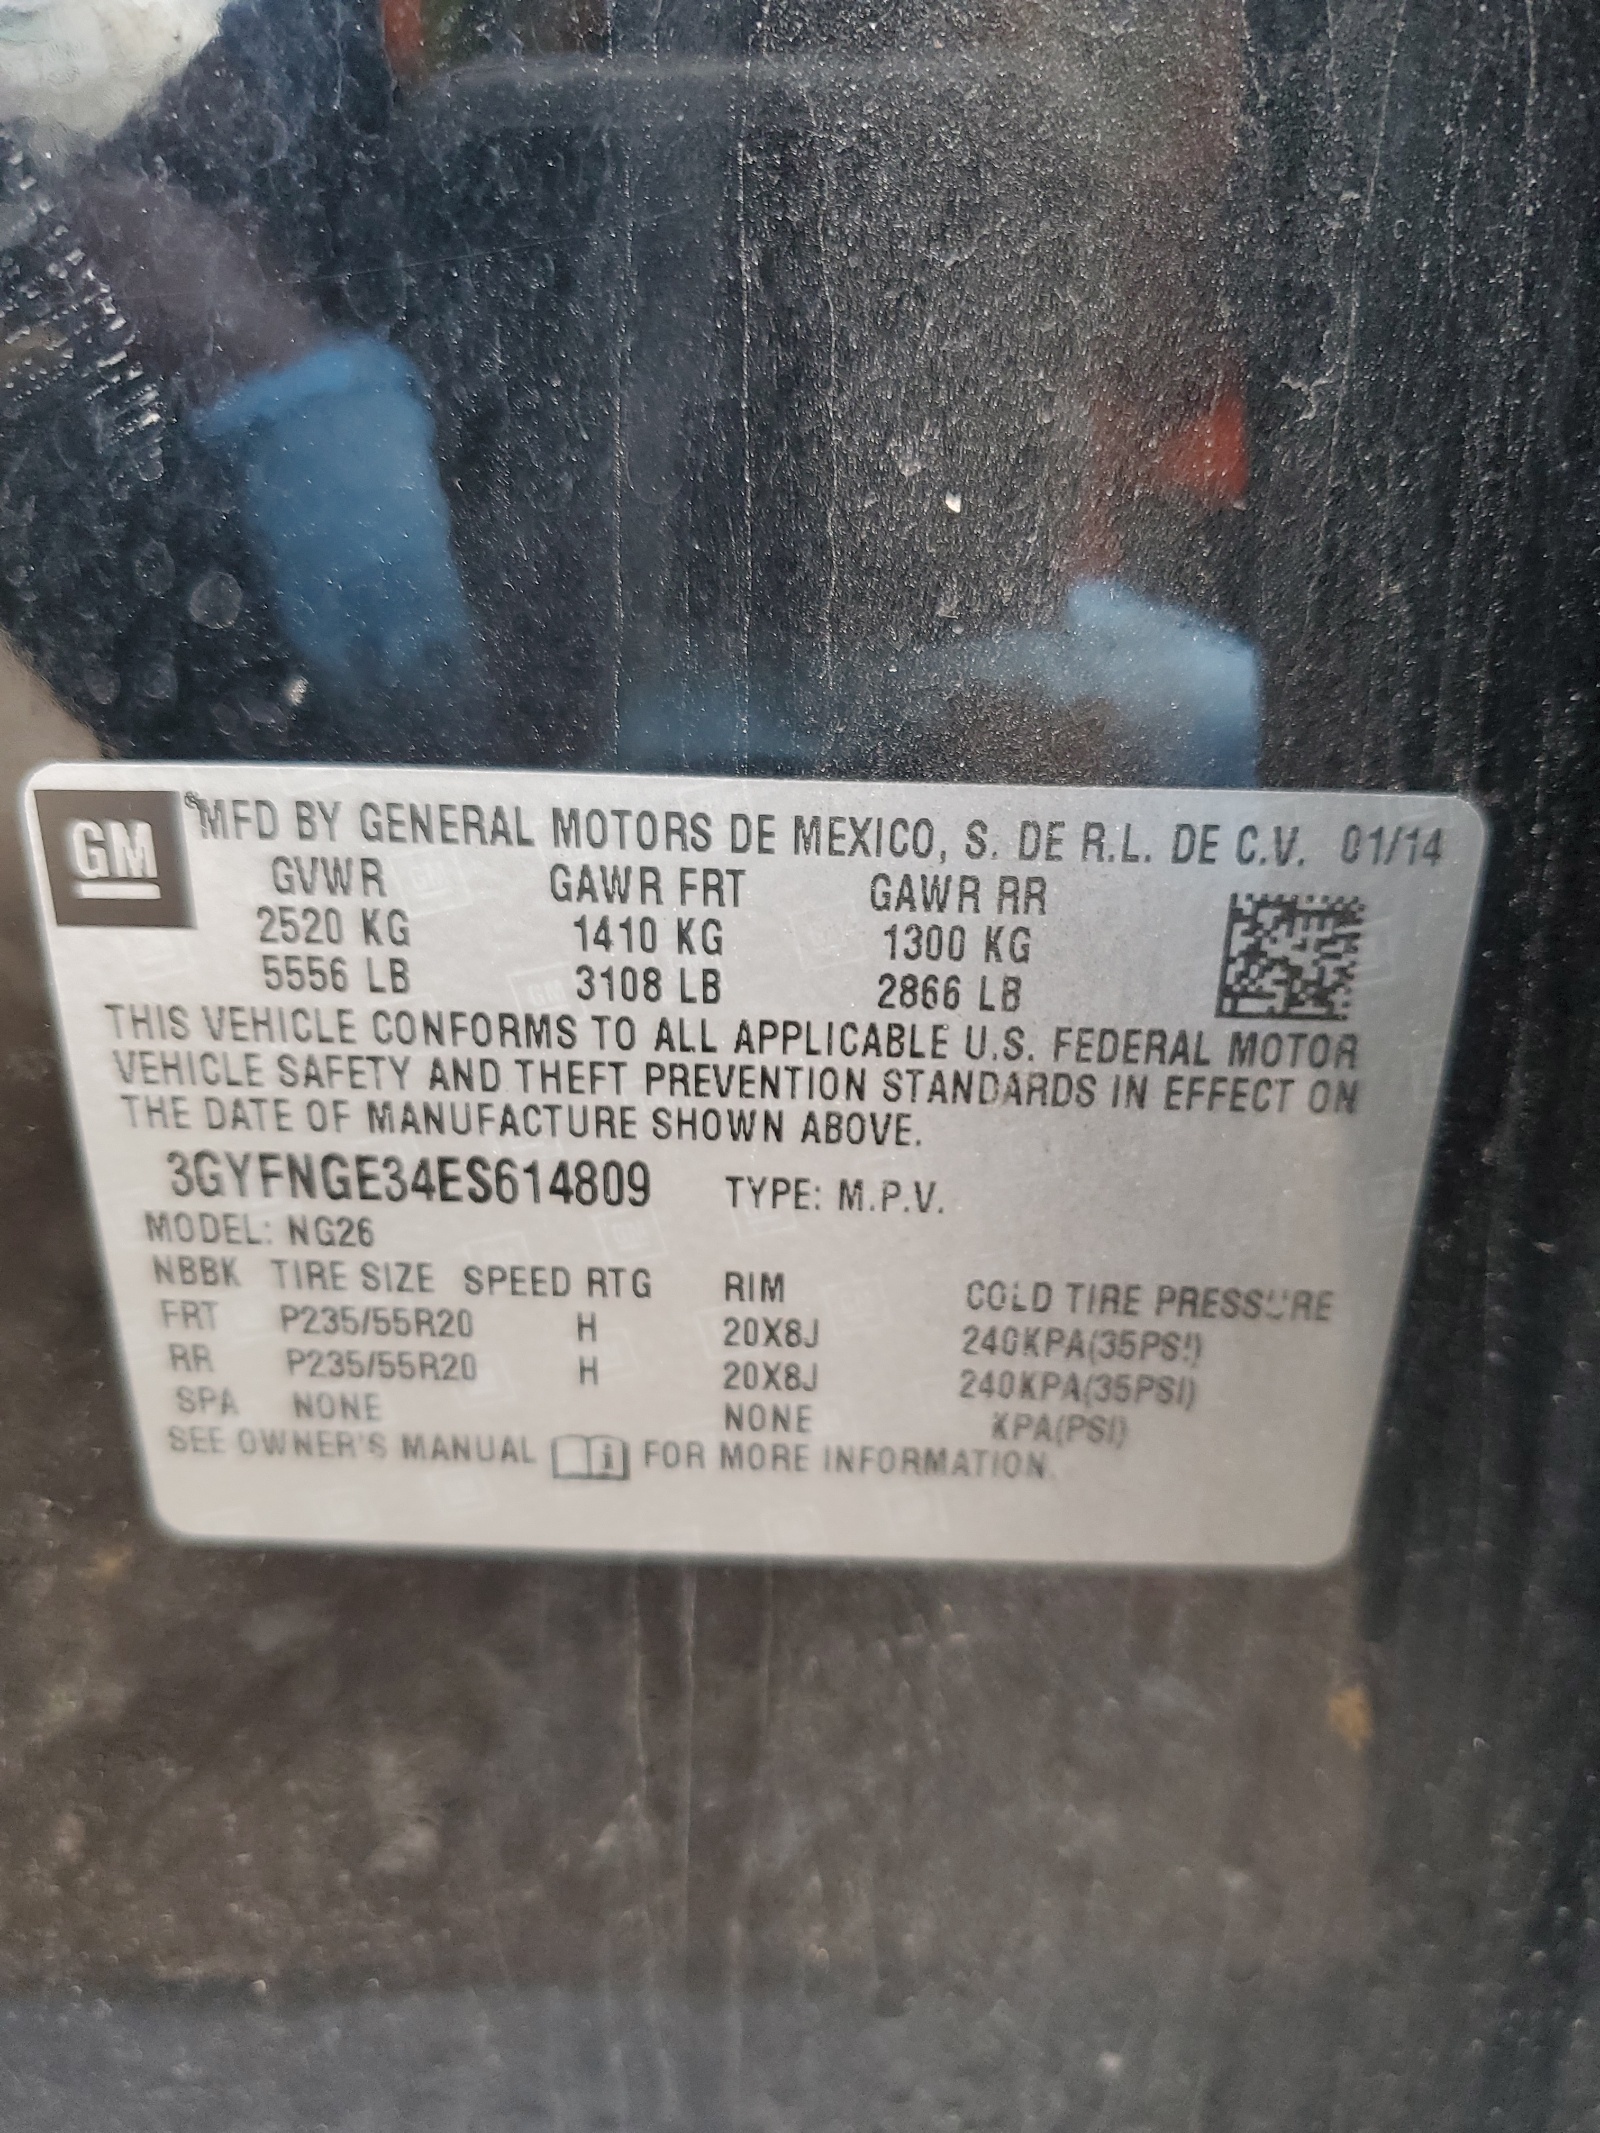 GM
MFD BY GENERAL MOTORS DE MEXICO, S. DE R.L. DE C.V. 01/14
GVWR GAWR FRT GAWR RR
2520 KG 1410 KG 1300 KG
5556 LB 3108 LB 2866 LB
THIS VEHICLE CONFORMS TO ALL APPLICABLE U.S. FEDERAL MOTOR
VEHICLE SAFETY AND THEFT PREVENTION STANDARDS IN EFFECT ON
THE DATE OF MANUFACTURE SHOWN ABOVE.
3GYFNGE34ES614809 TYPE: M.P.V.
MODEL: NG26
NBBK TIRE SIZE SPEED RTG RIM COLD TIRE PRESSURE
FRT P235/55R20 H 20X8J 240KPA(35PSI)
RR P235/55R20 H 20X8J 240KPA(35PSI)
SPA NONE NONE KPA(PSI)
SEE OWNER'S MANUAL i FOR MORE INFORMATION.